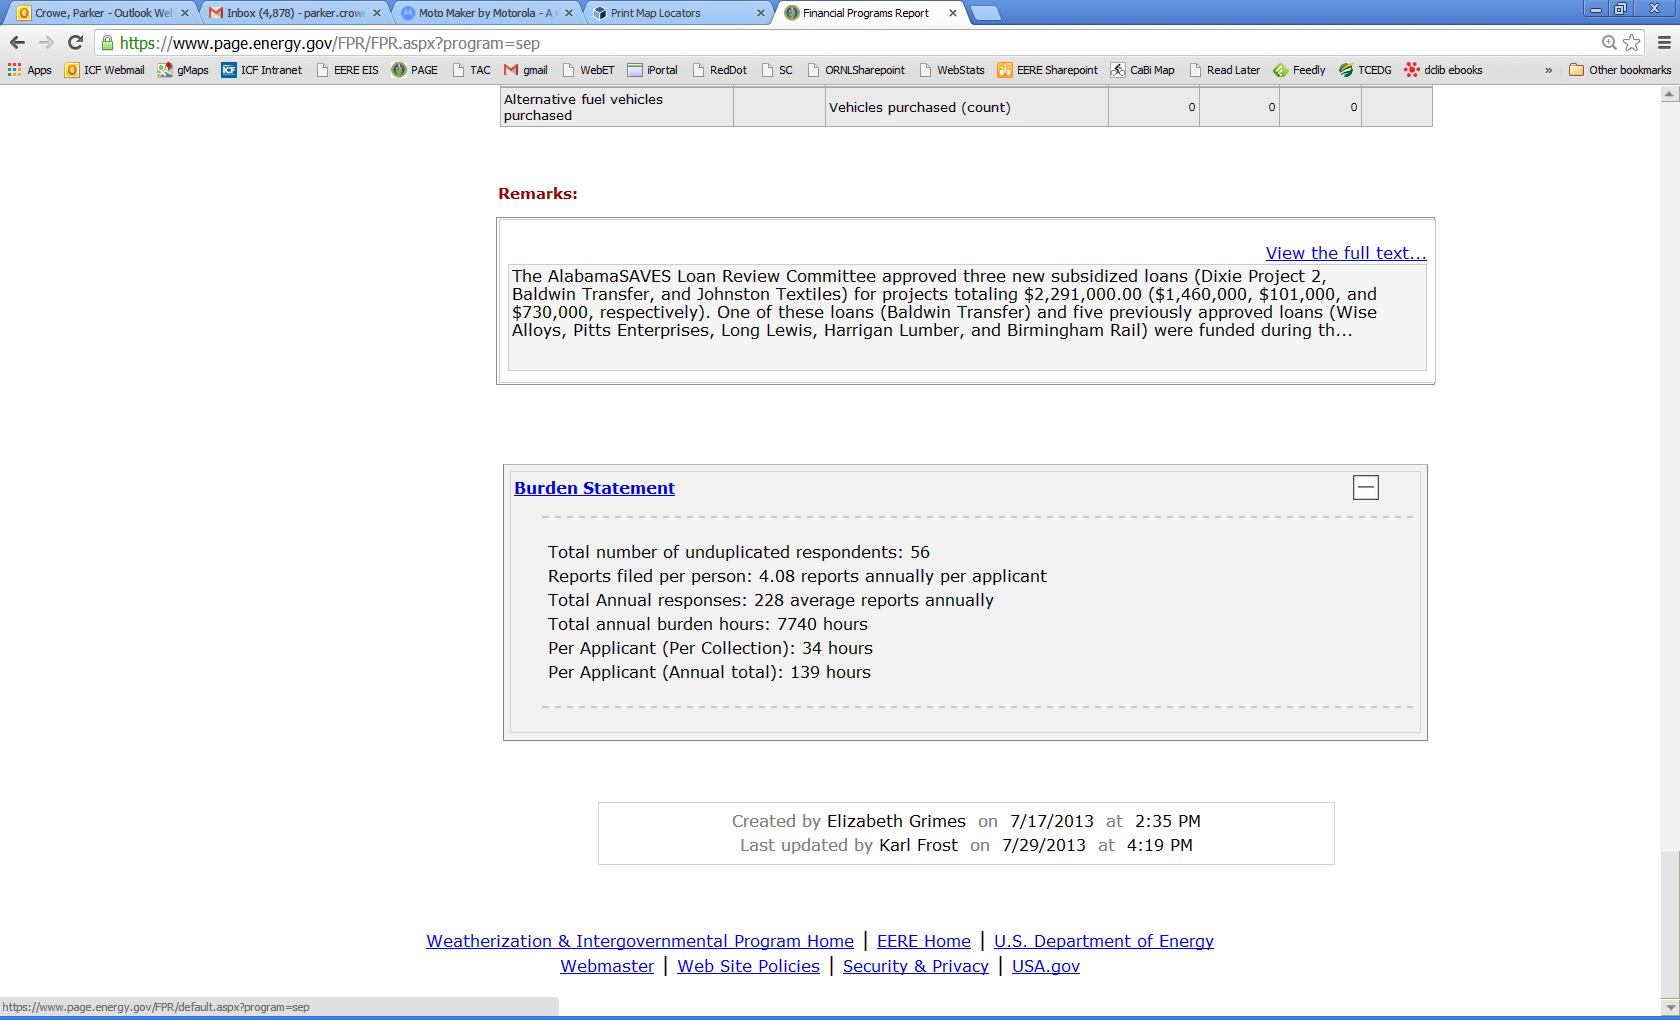 Crowe, Parker - Outlook We
Inbox (4,878) - parker.crow
Moto Maker by Motorola - A
Print Map Locators
Financial Programs Report
https://www.page.energy.gov/FPR/FPR.aspx?program=sep
Apps
ICF Webmail
gMaps
ICF Intranet
EERE EIS
PAGE
TAC
gmail
WebET
iPortal
RedDot
SC
ORNLSharepoint
WebStats
EERE Sharepoint
CaBi Map
Read Later
Feedly
TCEDG
dclib ebooks
»
Other bookmarks
Alternative fuel vehicles
purchased
Vehicles purchased (count)
0
0
0
Remarks:
View the full text...
The AlabamaSAVES Loan Review Committee approved three new subsidized loans (Dixie Project 2,
Baldwin Transfer, and Johnston Textiles) for projects totaling $2,291,000.00 ($1,460,000, $101,000, and
$730,000, respectively). One of these loans (Baldwin Transfer) and five previously approved loans (Wise
Alloys, Pitts Enterprises, Long Lewis, Harrigan Lumber, and Birmingham Rail) were funded during th...
Burden Statement
Total number of unduplicated respondents: 56
Reports filed per person: 4.08 reports annually per applicant
Total Annual responses: 228 average reports annually
Total annual burden hours: 7740 hours
Per Applicant (Per Collection): 34 hours
Per Applicant (Annual total): 139 hours
Created by Elizabeth Grimes on 7/17/2013 at 2:35 PM
Last updated by Karl Frost on 7/29/2013 at 4:19 PM
Weatherization & Intergovernmental Program Home | EERE Home | U.S. Department of Energy
Webmaster | Web Site Policies | Security & Privacy | USA.gov
https://www.page.energy.gov/FPR/default.aspx?program=sep